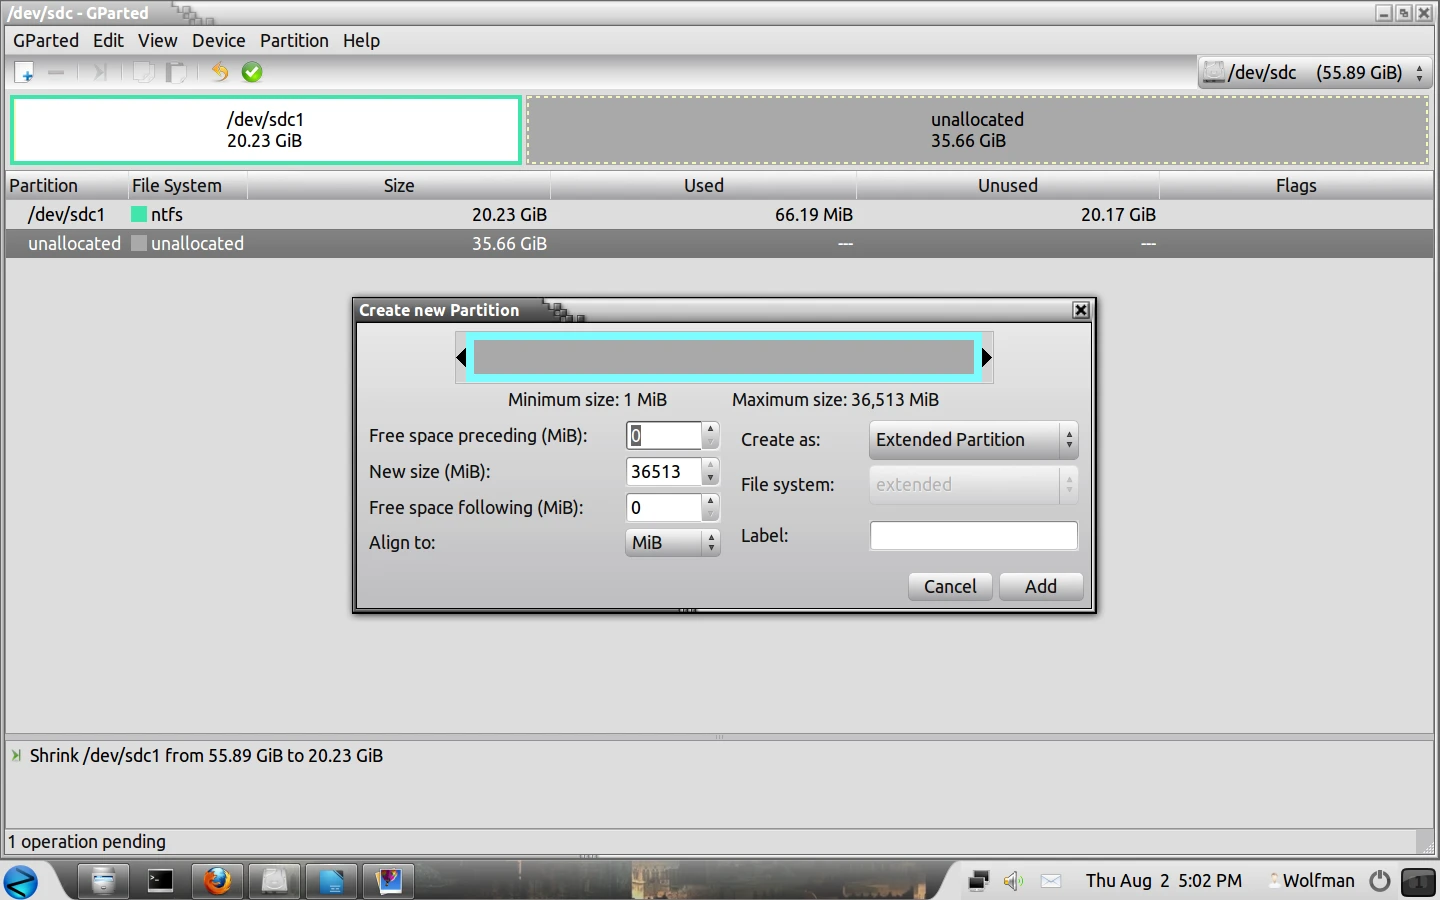 /dev/sdc - GParted
GParted Edit View Device Partition Help
/dev/sdc (55.89 GiB)
/dev/sdc1
20.23 GiB
unallocated
35.66 GiB
Partition File System Size Used Unused Flags
/dev/sdc1 ntfs 20.23 GiB 66.19 MiB 20.17 GiB
unallocated unallocated 35.66 GiB --- ---
Create new Partition
Minimum size: 1 MiB Maximum size: 36,513 MiB
Free space preceding (MiB): 0 Create as: Extended Partition
New size (MiB): 36513 File system: extended
Free space following (MiB): 0
Align to: MiB Label:
Cancel Add
Shrink /dev/sdc1 from 55.89 GiB to 20.23 GiB
1 operation pending
Thu Aug 2 5:02 PM Wolfman 1